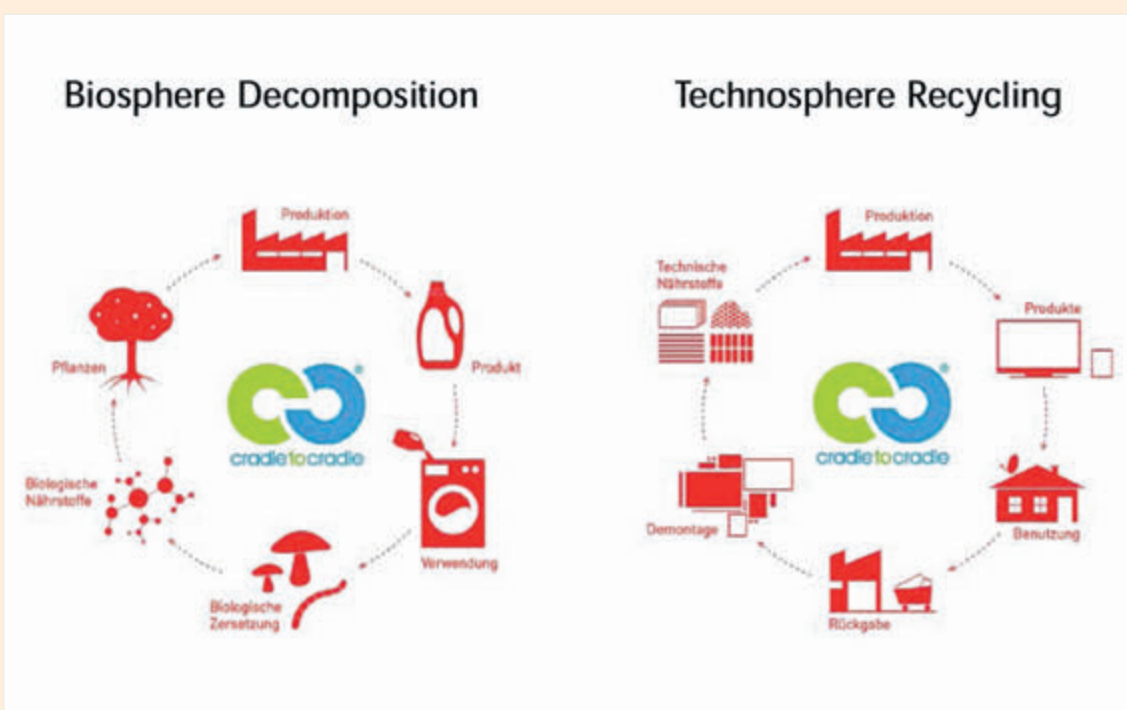 Biosphere Decomposition
Produktion
Pflanzen
Produkt
cradletocradle
®
Biologische
Nährstoffe
Verwendung
Biologische
Zersetzung
Technosphere Recycling
Produktion
Technische
Nährstoffe
Produkte
cradletocradle
®
Demontage
Benutzung
Rückgabe